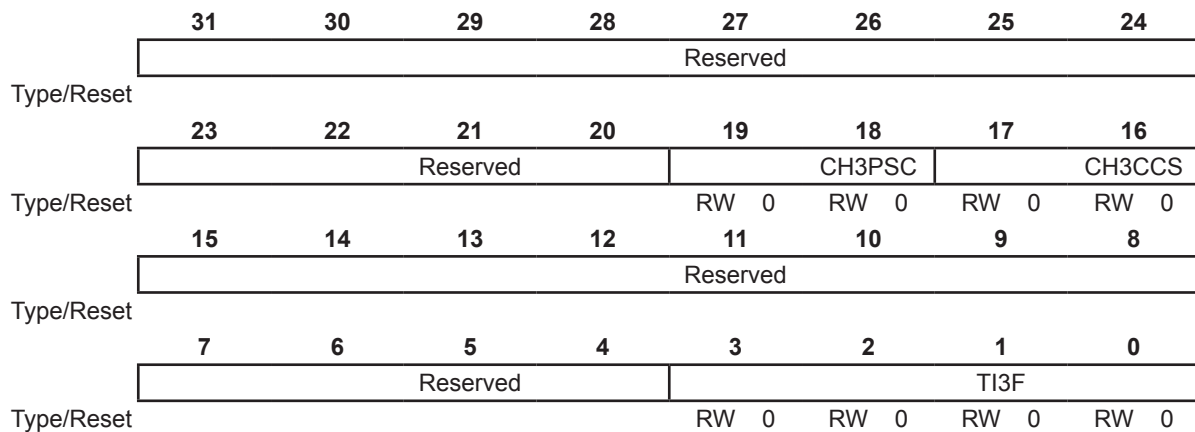 31 30 29 28 27 26 25 24
Reserved
Type/Reset
23 22 21 20 19 18 17 16
Reserved CH3PSC CH3CCS
Type/Reset RW 0 RW 0 RW 0 RW 0
15 14 13 12 11 10 9 8
Reserved
Type/Reset
7 6 5 4 3 2 1 0
Reserved TI3F
Type/Reset RW 0 RW 0 RW 0 RW 0